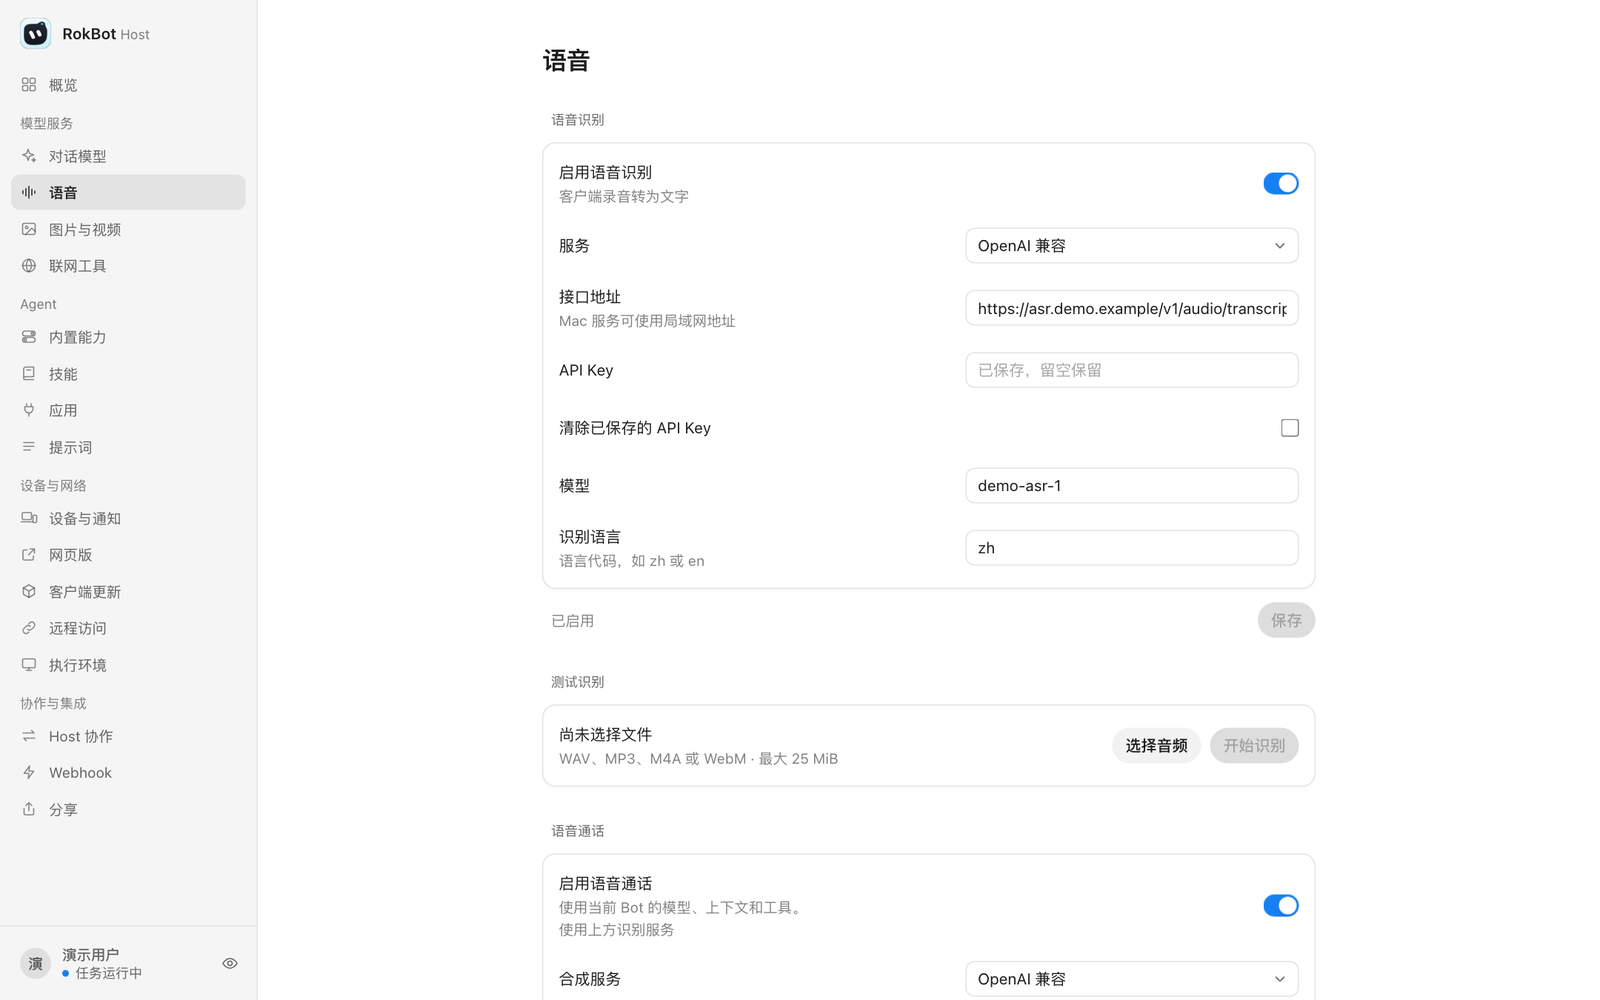 RokBot Host
概览
模型服务
对话模型
语音
图片与视频
联网工具
Agent
内置能力
技能
应用
提示词
设备与网络
设备与通知
网页版
客户端更新
远程访问
执行环境
协作与集成
Host 协作
Webhook
分享
演
演示用户
任务运行中
语音
语音识别
启用语音识别
客户端录音转为文字
服务
OpenAI 兼容
接口地址
Mac 服务可使用局域网地址
https://asr.demo.example/v1/audio/transcrip
API Key
已保存，留空保留
清除已保存的 API Key
模型
demo-asr-1
识别语言
语言代码，如 zh 或 en
zh
已启用
保存
测试识别
尚未选择文件
WAV、MP3、M4A 或 WebM · 最大 25 MiB
选择音频
开始识别
语音通话
启用语音通话
使用当前 Bot 的模型、上下文和工具。
使用上方识别服务
合成服务
OpenAI 兼容